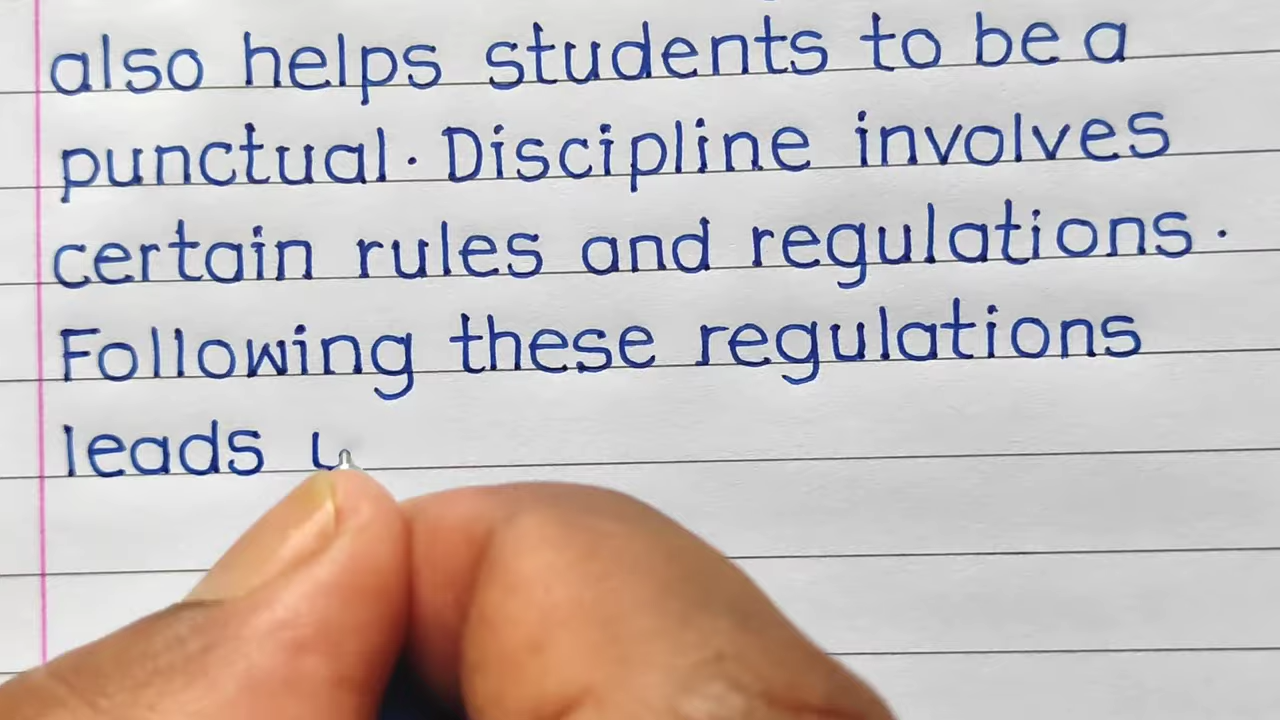 also helps students to be a
punctual. Discipline involves
certain rules and regulations.
Following these regulations
leads